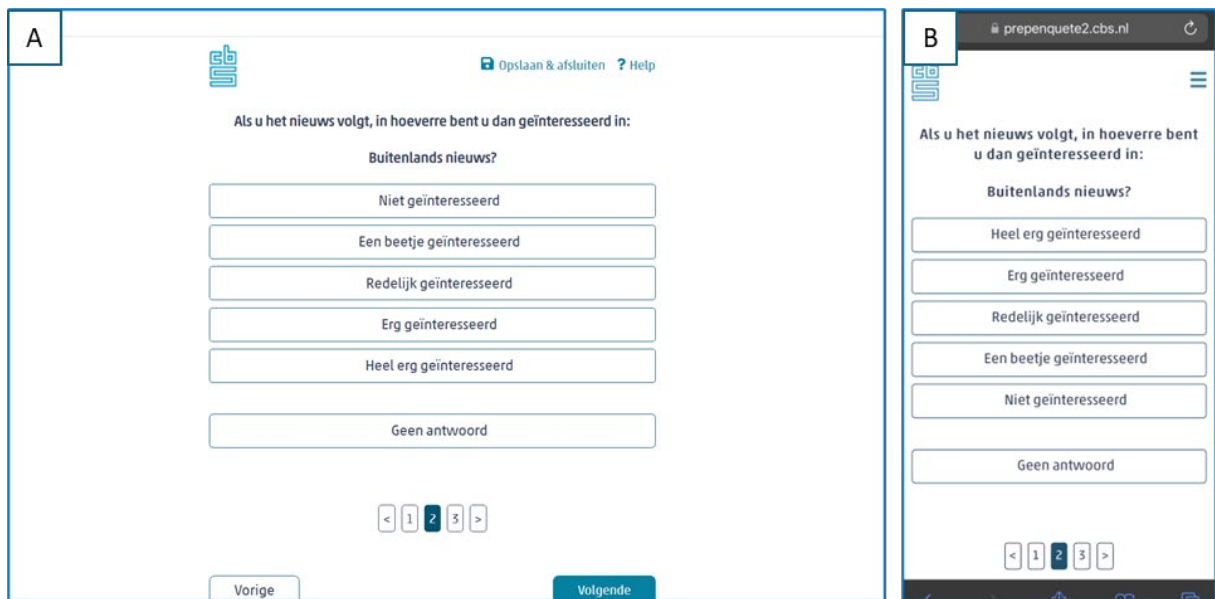 A
cbs
Opslaan & afsluiten ? Help
Als u het nieuws volgt, in hoeverre bent u dan geïnteresseerd in:
Buitenlands nieuws?
Niet geïnteresseerd
Een beetje geïnteresseerd
Redelijk geïnteresseerd
Erg geïnteresseerd
Heel erg geïnteresseerd
Geen antwoord
< 1 2 3 >
Vorige Volgende
B
prepenquete2.cbs.nl
cbs
Als u het nieuws volgt, in hoeverre bent
u dan geïnteresseerd in:
Buitenlands nieuws?
Heel erg geïnteresseerd
Erg geïnteresseerd
Redelijk geïnteresseerd
Een beetje geïnteresseerd
Niet geïnteresseerd
Geen antwoord
< 1 2 3 >